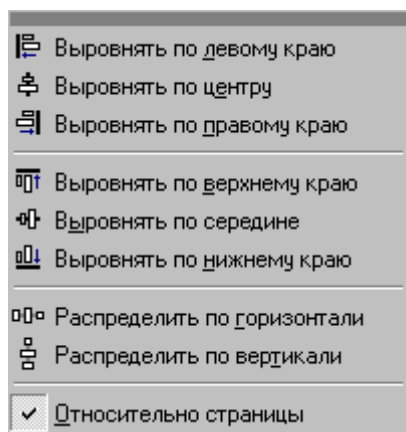 Выровнять по левому краю
Выровнять по центру
Выровнять по правому краю
Выровнять по верхнему краю
Выровнять по середине
Выровнять по нижнему краю
Распределить по горизонтали
Распределить по вертикали
Относительно страницы